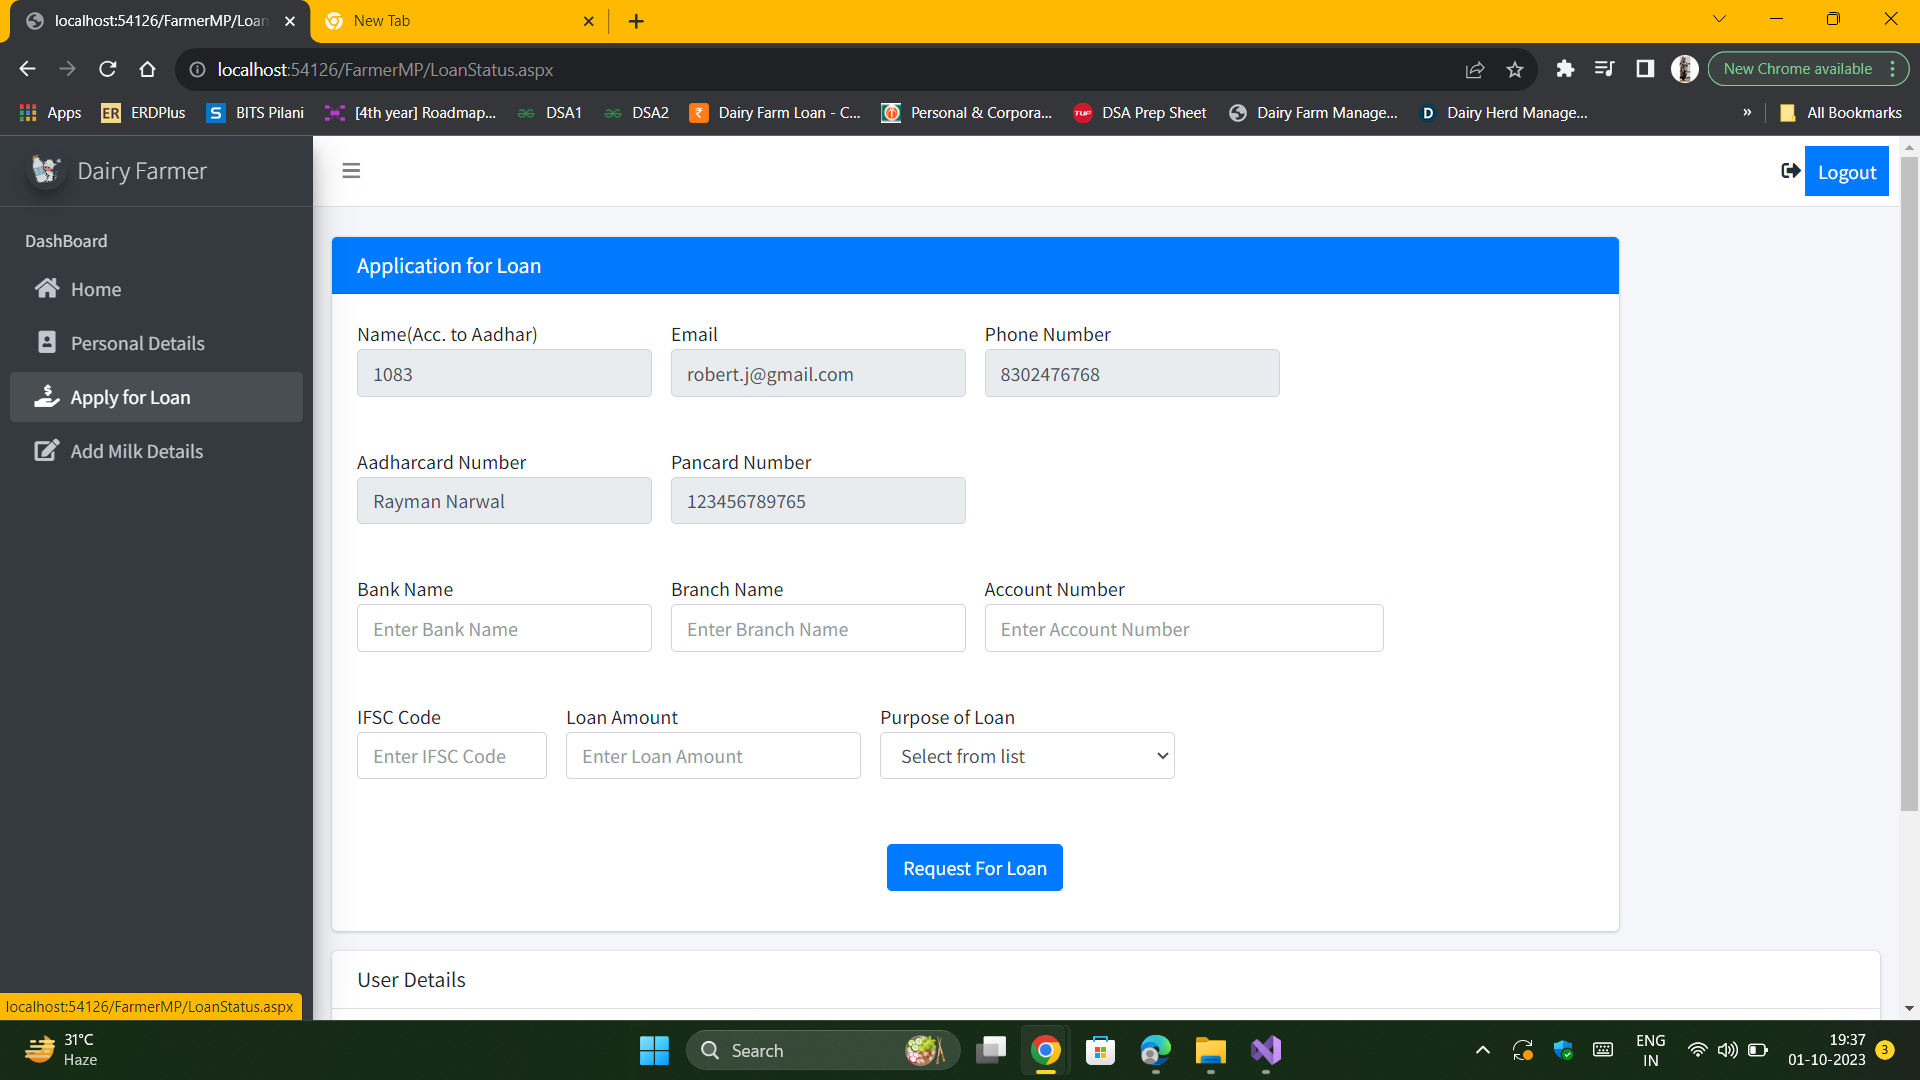 localhost:54126/FarmerMP/Loan
New Tab
localhost:54126/FarmerMP/LoanStatus.aspx
New Chrome available
Apps
ER ERDPlus
S BITS Pilani
[4th year] Roadmap...
DSA1
DSA2
₹ Dairy Farm Loan - C...
Personal & Corpora...
TUF DSA Prep Sheet
Dairy Farm Manage...
D Dairy Herd Manage...
»
All Bookmarks
Dairy Farmer
Logout
DashBoard
Home
Personal Details
Apply for Loan
Add Milk Details
Application for Loan
Name(Acc. to Aadhar) Email Phone Number
1083 robert.j@gmail.com 8302476768
Aadharcard Number Pancard Number
Rayman Narwal 123456789765
Bank Name Branch Name Account Number
Enter Bank Name Enter Branch Name Enter Account Number
IFSC Code Loan Amount Purpose of Loan
Enter IFSC Code Enter Loan Amount Select from list
Request For Loan
User Details
localhost:54126/FarmerMP/LoanStatus.aspx
31°C
Haze
Search
ENG
IN
19:37
01-10-2023
3